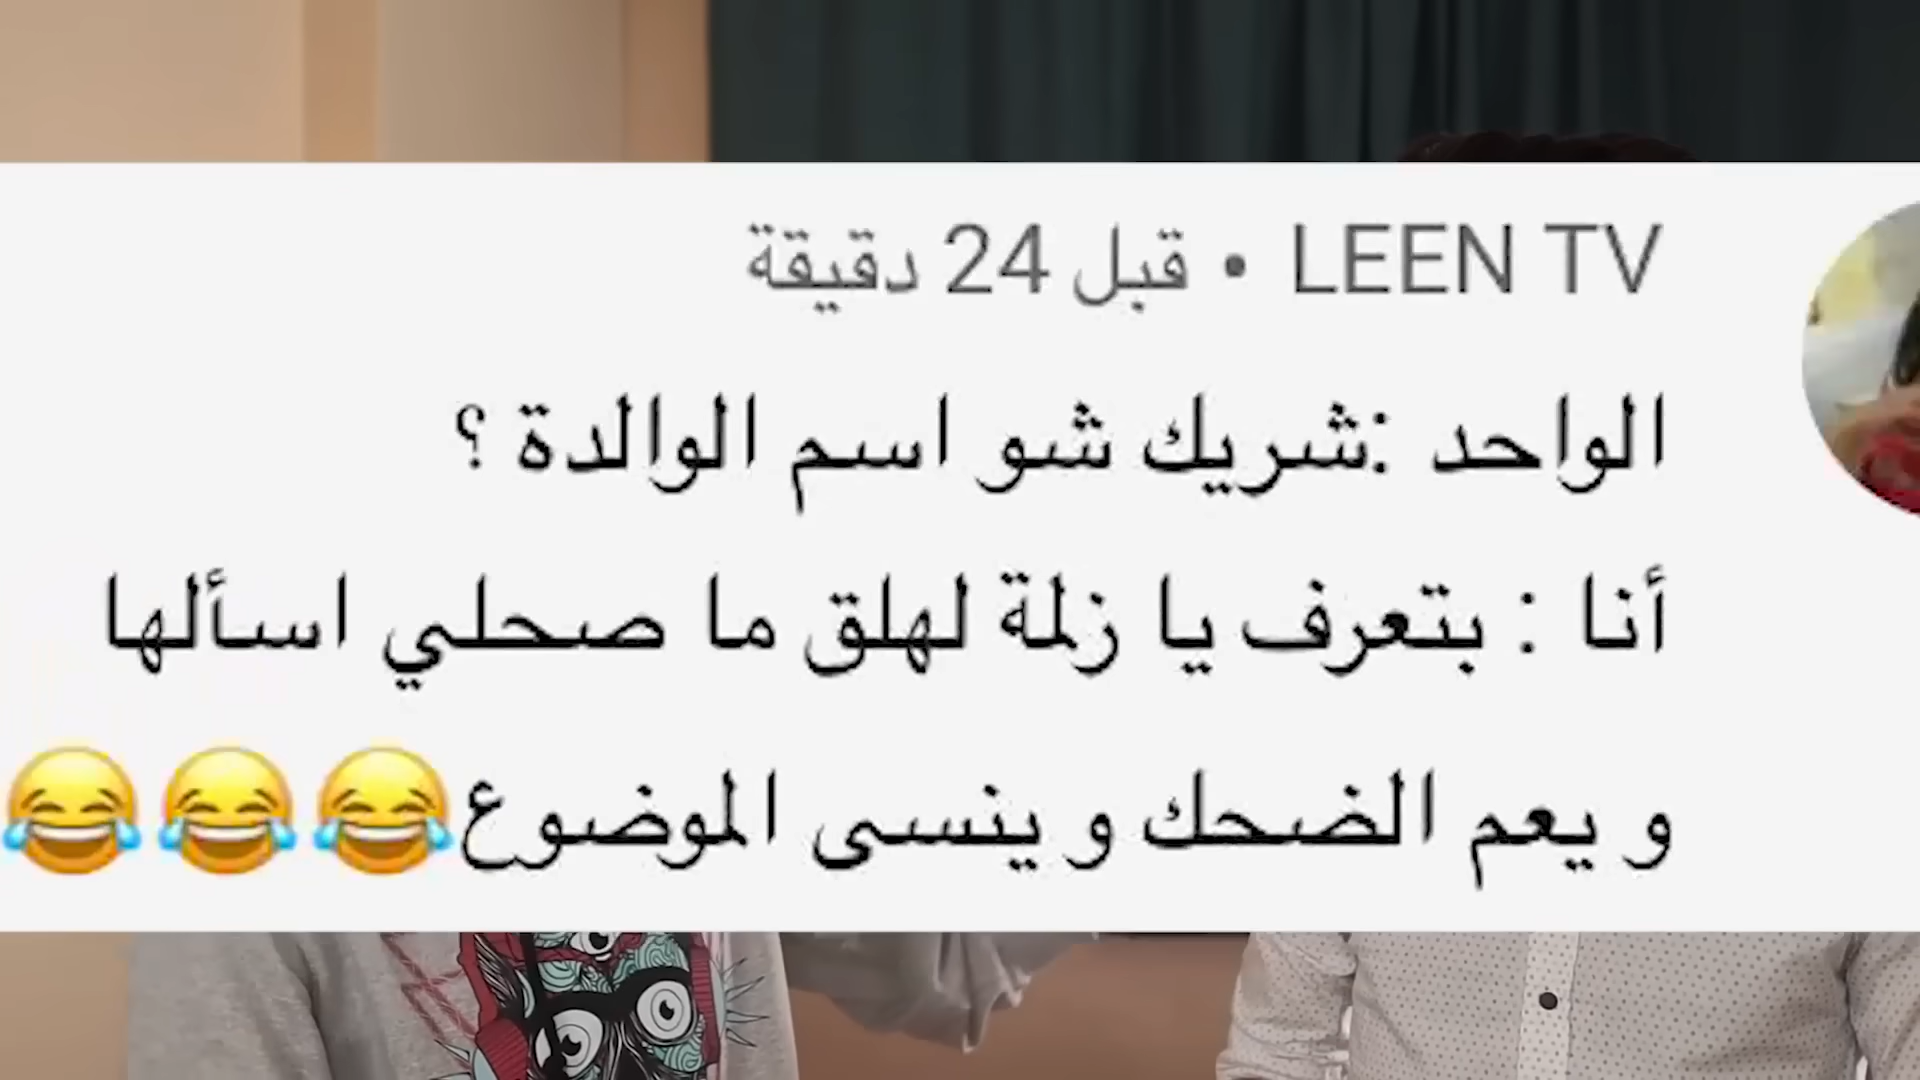 LEEN TV • قبل 24 دقيقة
الواحد :شريك شو اسم الوالدة ؟
أنا : بتعرف يا زلمة لهلق ما صحلي اسألها
و يعم الضحك و ينسى الموضوع😂😂😂